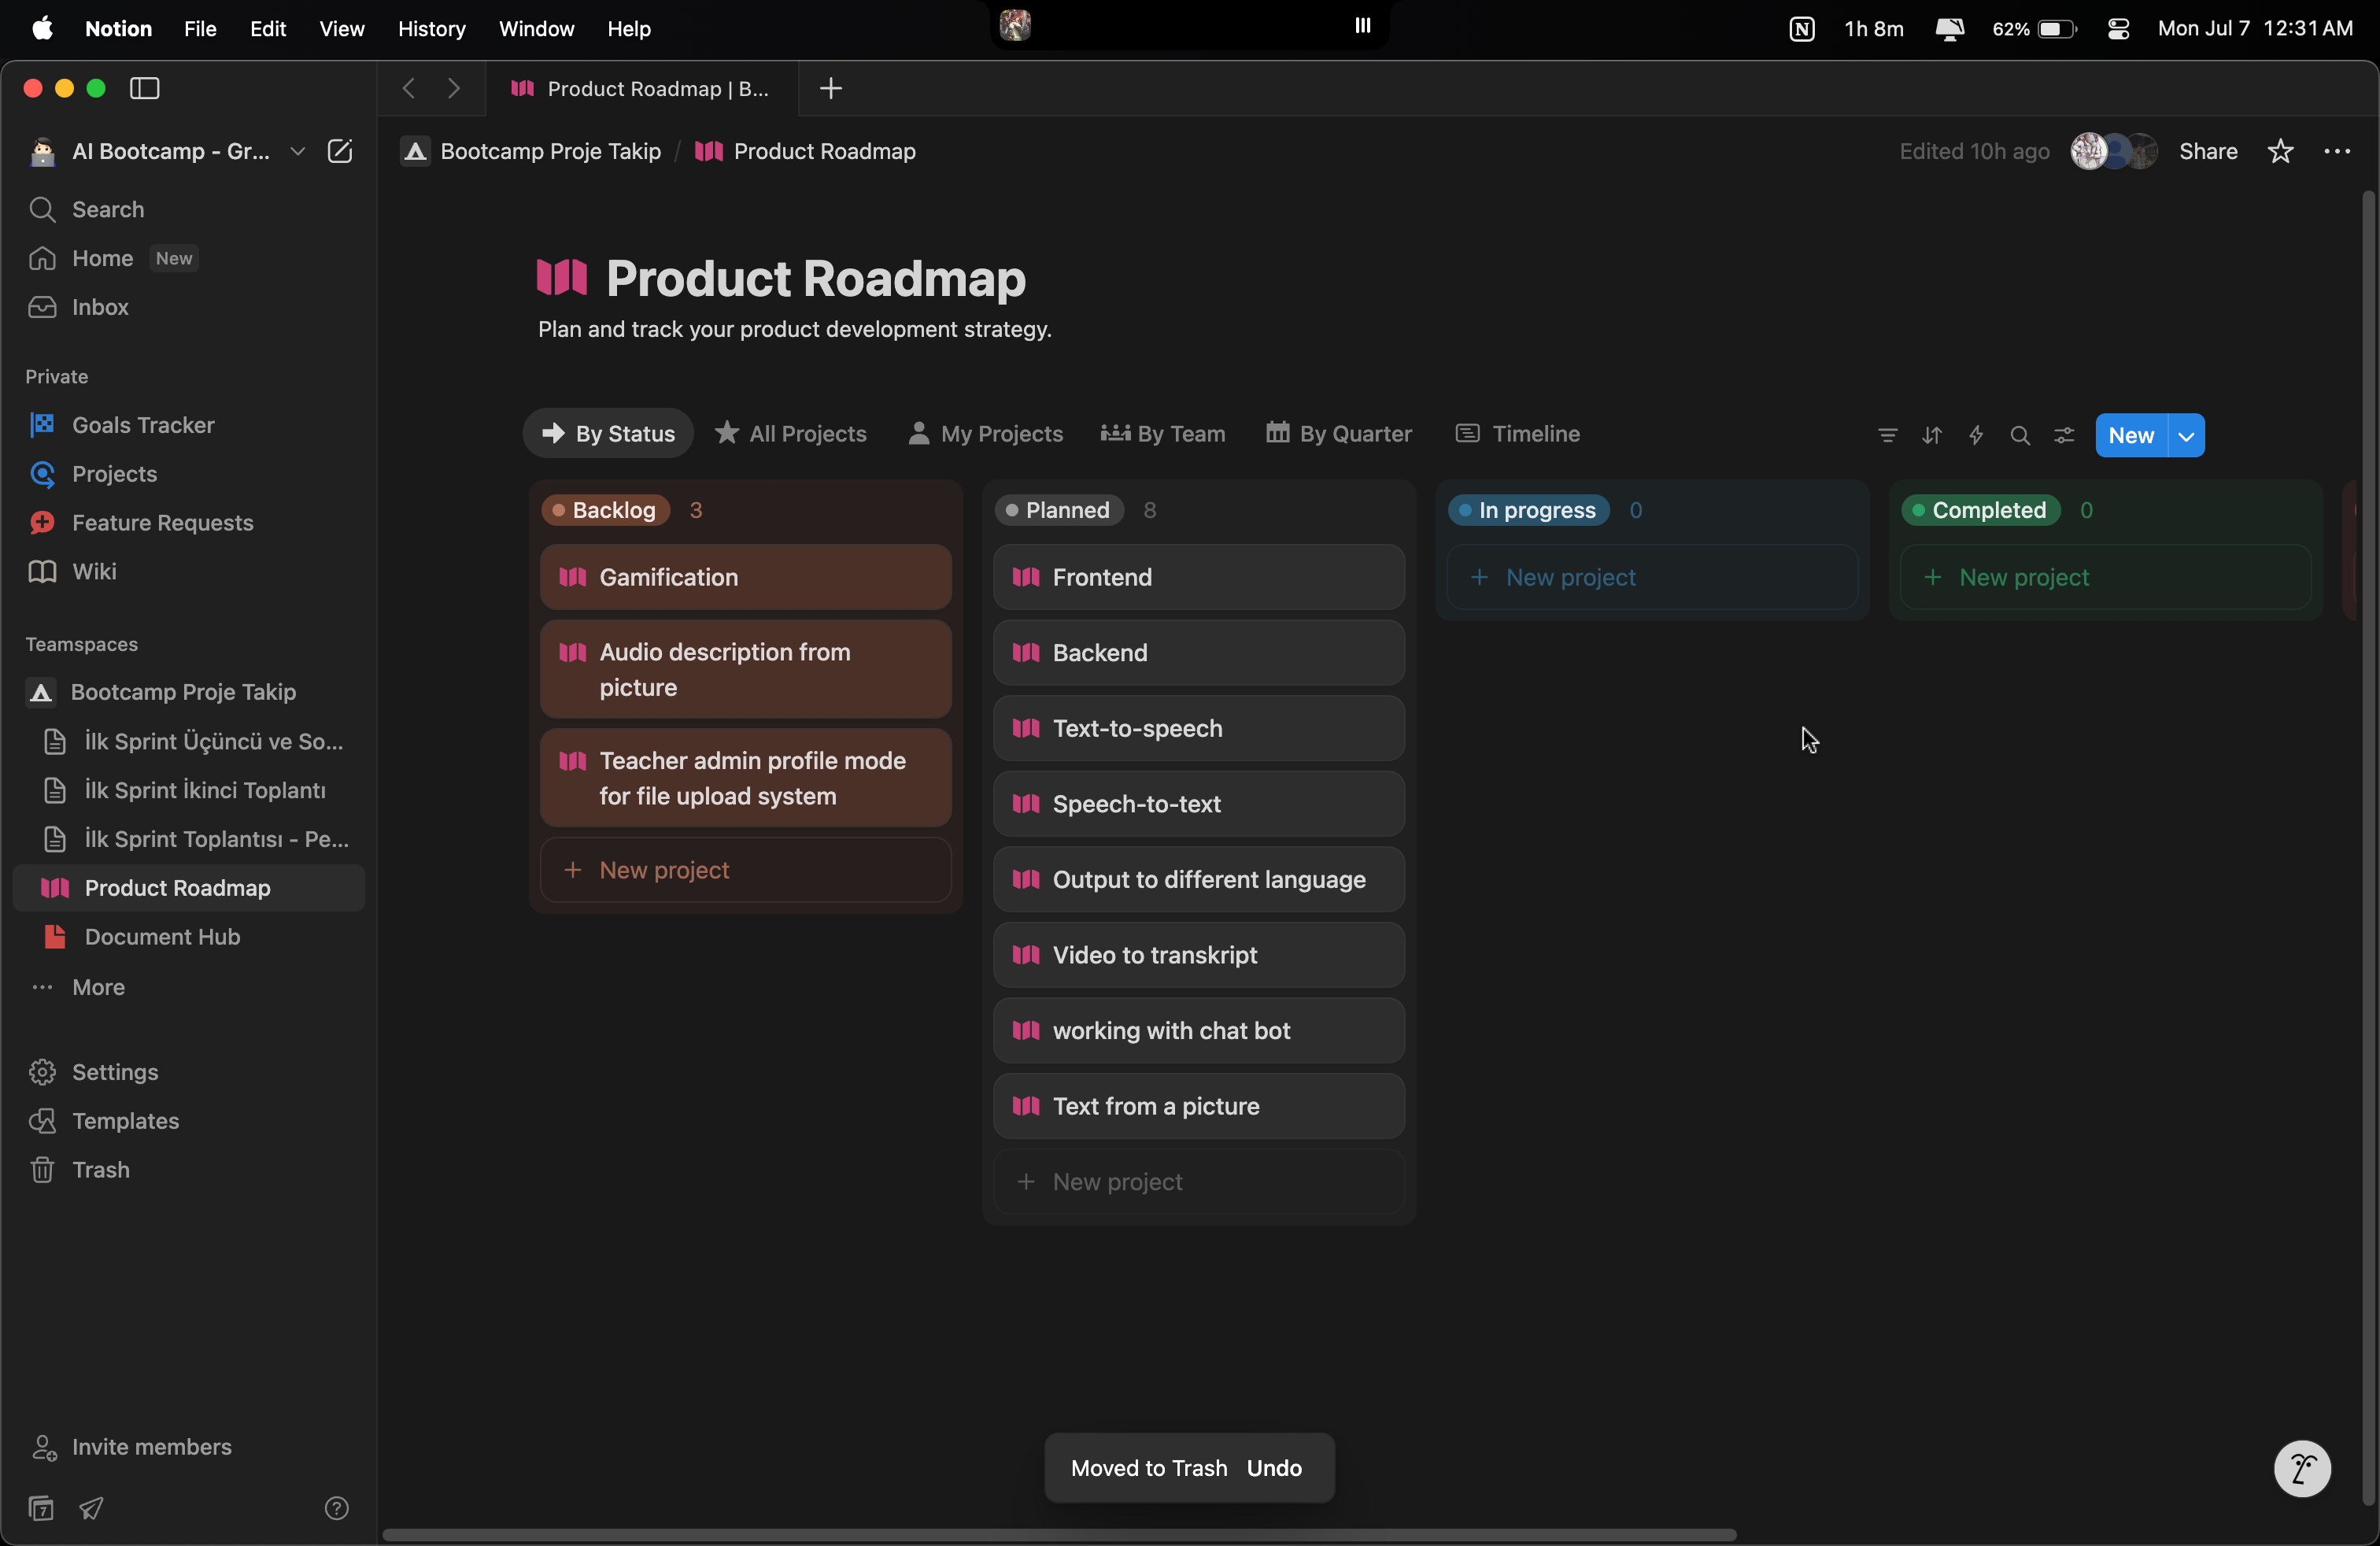 Notion File Edit View History Window Help
1h 8m 62% Mon Jul 7 12:31 AM
Product Roadmap | B...
AI Bootcamp - Gr...
Bootcamp Proje Takip / Product Roadmap
Edited 10h ago Share
Search
Home New
Inbox
Private
Goals Tracker
Projects
Feature Requests
Wiki
Teamspaces
Bootcamp Proje Takip
İlk Sprint Üçüncü ve So...
İlk Sprint İkinci Toplantı
İlk Sprint Toplantısı - Pe...
Product Roadmap
Document Hub
More
Settings
Templates
Trash
Invite members
7
Product Roadmap
Plan and track your product development strategy.
By Status All Projects My Projects By Team By Quarter Timeline
New
Backlog 3
Gamification
Audio description from
picture
Teacher admin profile mode
for file upload system
+ New project
Planned 8
Frontend
Backend
Text-to-speech
Speech-to-text
Output to different language
Video to transkript
working with chat bot
Text from a picture
+ New project
In progress 0
+ New project
Completed 0
+ New project
Moved to Trash Undo